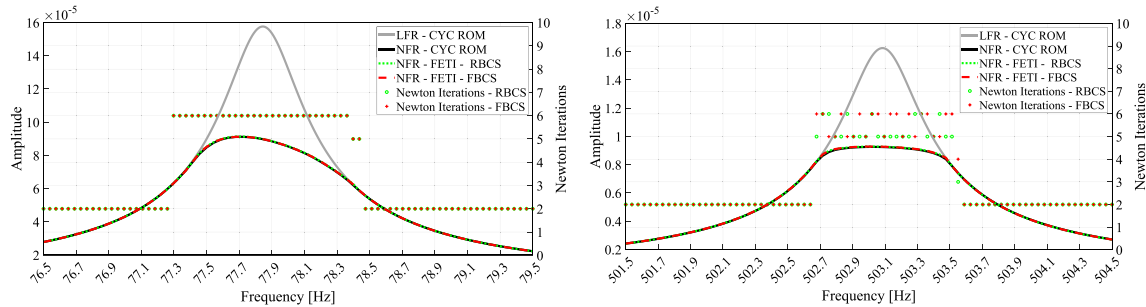 ×10⁻⁵
16
14
12
10
8
6
4
2
Amplitude
10
9
8
7
6
5
4
3
2
1
0
Newton Iterations
LFR - CYC ROM
NFR - CYC ROM
NFR - FETI - RBCS
NFR - FETI - FBCS
Newton Iterations - RBCS
Newton Iterations - FBCS
76.5 76.7 76.9 77.1 77.3 77.5 77.7 77.9 78.1 78.3 78.5 78.7 78.9 79.1 79.3 79.5
Frequency [Hz]
×10⁻⁵
1.8
1.6
1.4
1.2
1
0.8
0.6
0.4
0.2
Amplitude
10
9
8
7
6
5
4
3
2
1
0
Newton Iterations
LFR - CYC ROM
NFR - CYC ROM
NFR - FETI - RBCS
NFR - FETI - FBCS
Newton Iterations - RBCS
Newton Iterations - FBCS
501.5 501.7 501.9 502.1 502.3 502.5 502.7 502.9 503.1 503.3 503.5 503.7 503.9 504.1 504.3 504.5
Frequency [Hz]